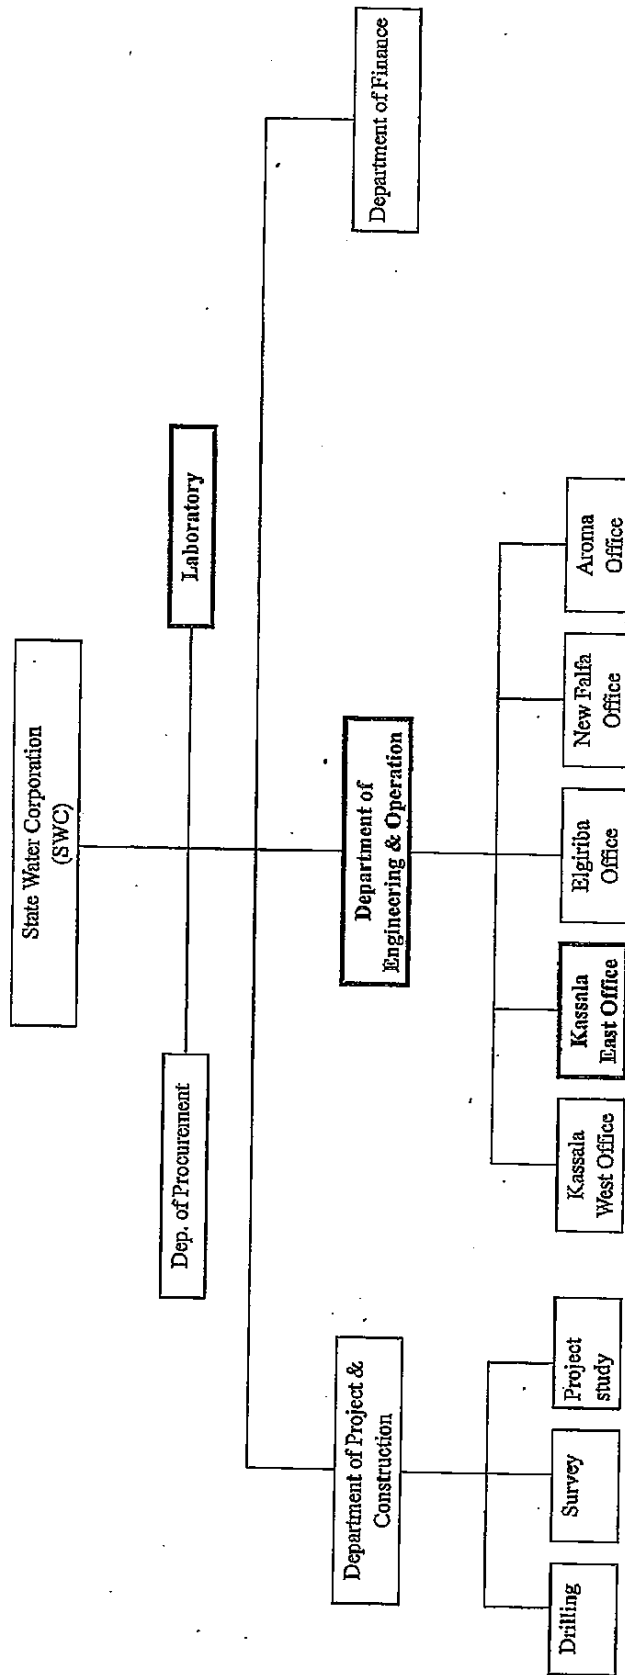 State Water Corporation
(SWC)
Dep. of Procurement
Laboratory
Department of Project &
Construction
Department of
Engineering & Operation
Department of Finance
Drilling
Survey
Project
study
Kassala
West Office
Kassala
East Office
Elgiriba
Office
New Falfa
Office
Aroma
Office